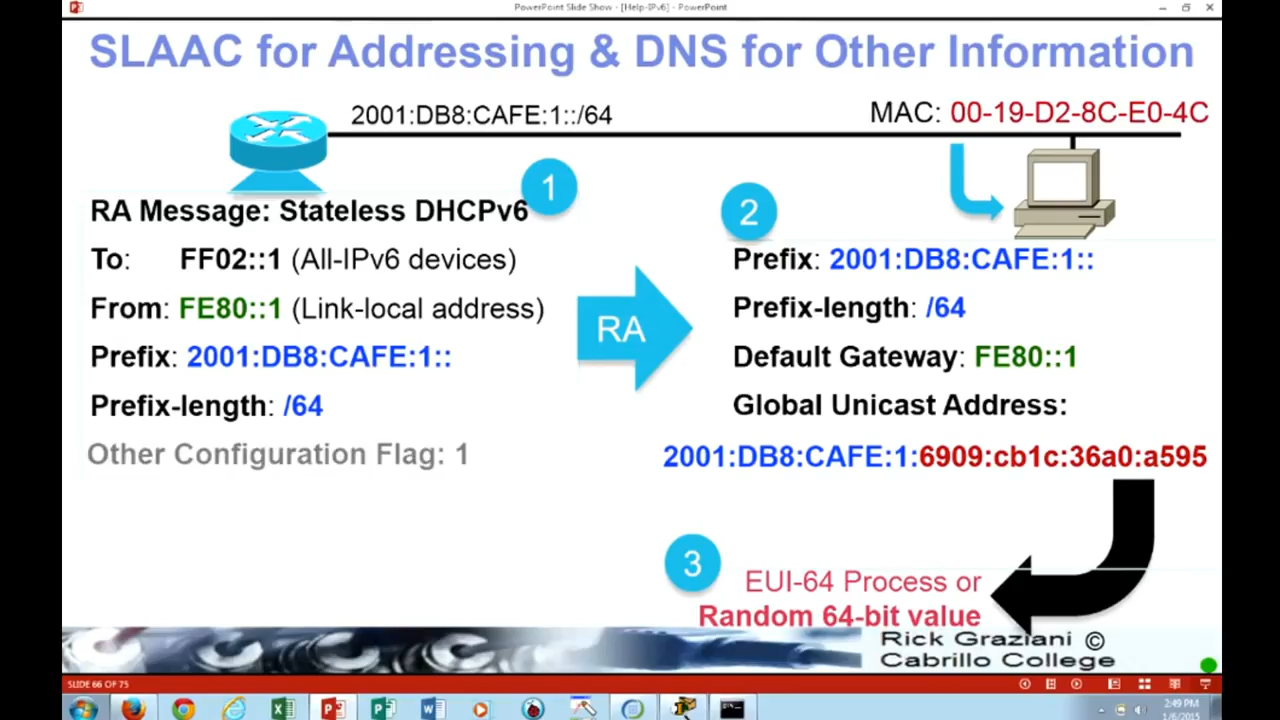 PowerPoint Slide Show - [Help-IPv6] - PowerPoint
SLAAC for Addressing & DNS for Other Information
2001:DB8:CAFE:1::/64
MAC: 00-19-D2-8C-E0-4C
1
RA Message: Stateless DHCPv6
To: FF02::1 (All-IPv6 devices)
From: FE80::1 (Link-local address)
Prefix: 2001:DB8:CAFE:1::
Prefix-length: /64
Other Configuration Flag: 1
RA
2
Prefix: 2001:DB8:CAFE:1::
Prefix-length: /64
Default Gateway: FE80::1
Global Unicast Address:
2001:DB8:CAFE:1:6909:cb1c:36a0:a595
3
EUI-64 Process or
Random 64-bit value
Rick Graziani ©
Cabrillo College
SLIDE 66 OF 75
2:49 PM
1/6/2015